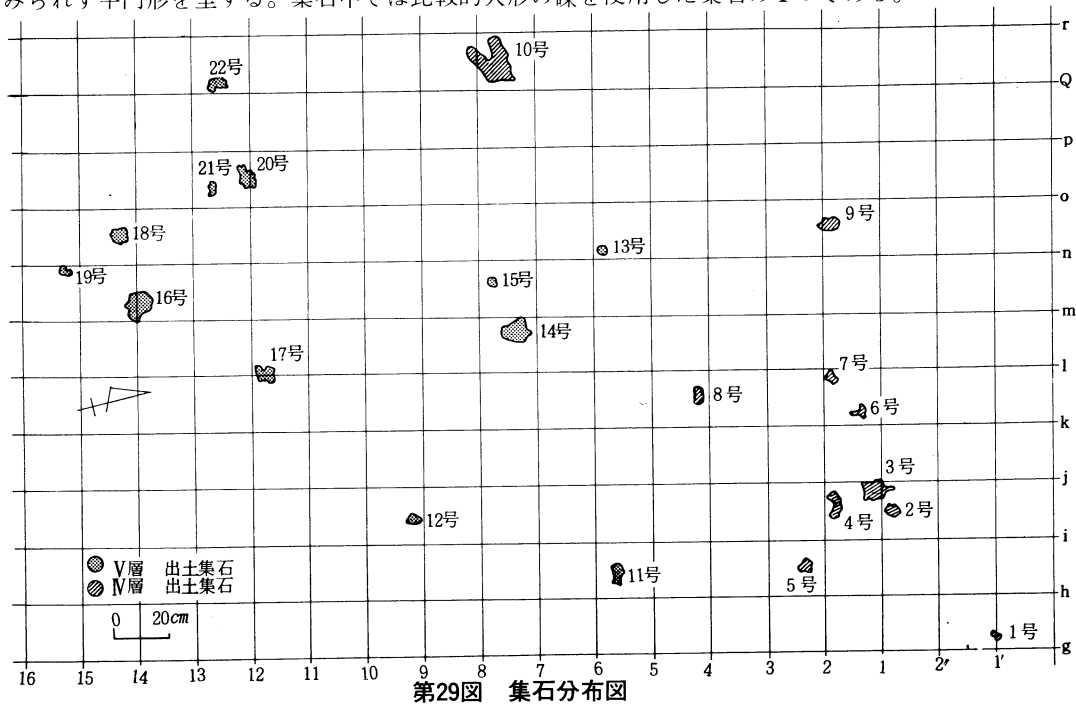 みられず半円形を呈する。集石中では比較的大形の礫を使用した集石の1つである。
r
10号
22号
Q
p
21号 20号
o
9号
18号
13号
n
19号
15号
16号
m
14号
17号
7号
l
8号
6号
k
3号
j
12号
4号
2号
i
V層 出土集石
11号
5号
Ⅳ層 出土集石
h
0 20cm
1号
g
16 15 14 13 12 11 10 9 8 7 6 5 4 3 2 1 2″ 1′
第29図 集石分布図